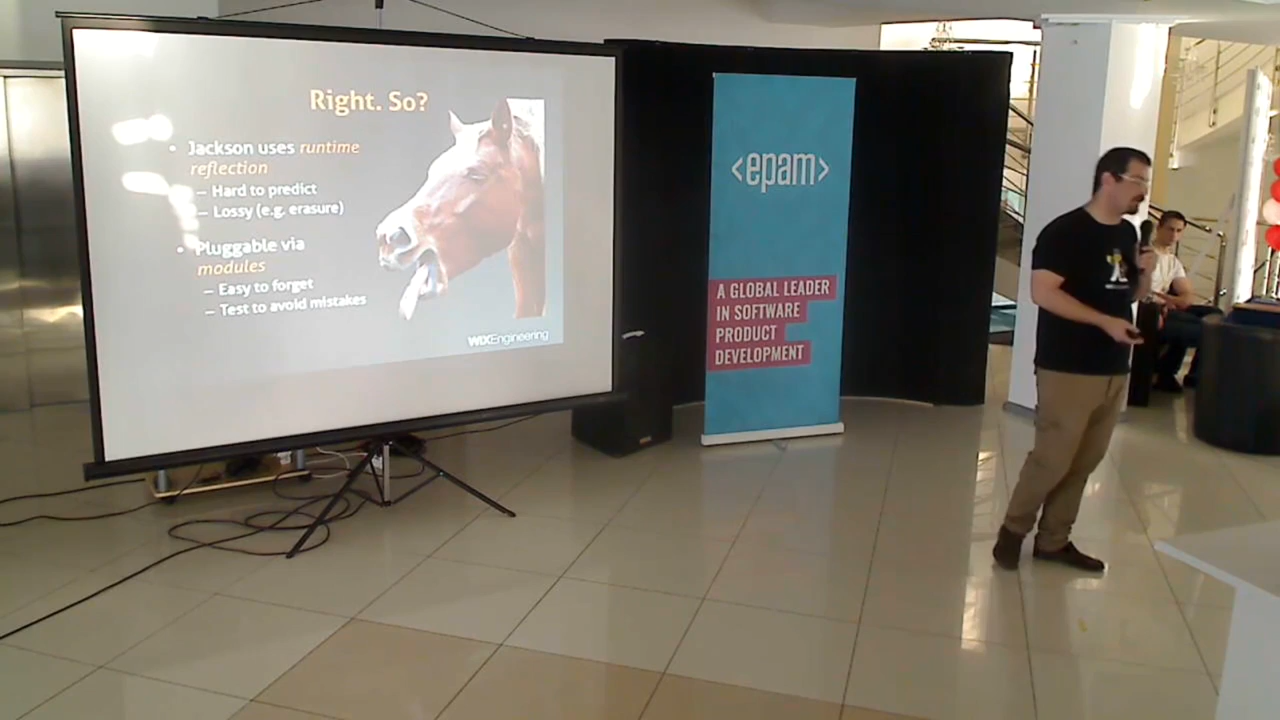 Right. So?
• Jackson uses runtime
reflection
– Hard to predict
– Lossy (e.g. erasure)
• Pluggable via
modules
– Easy to forget
– Test to avoid mistakes
WIXEngineering
<epam>
A GLOBAL LEADER
IN SOFTWARE
PRODUCT
DEVELOPMENT